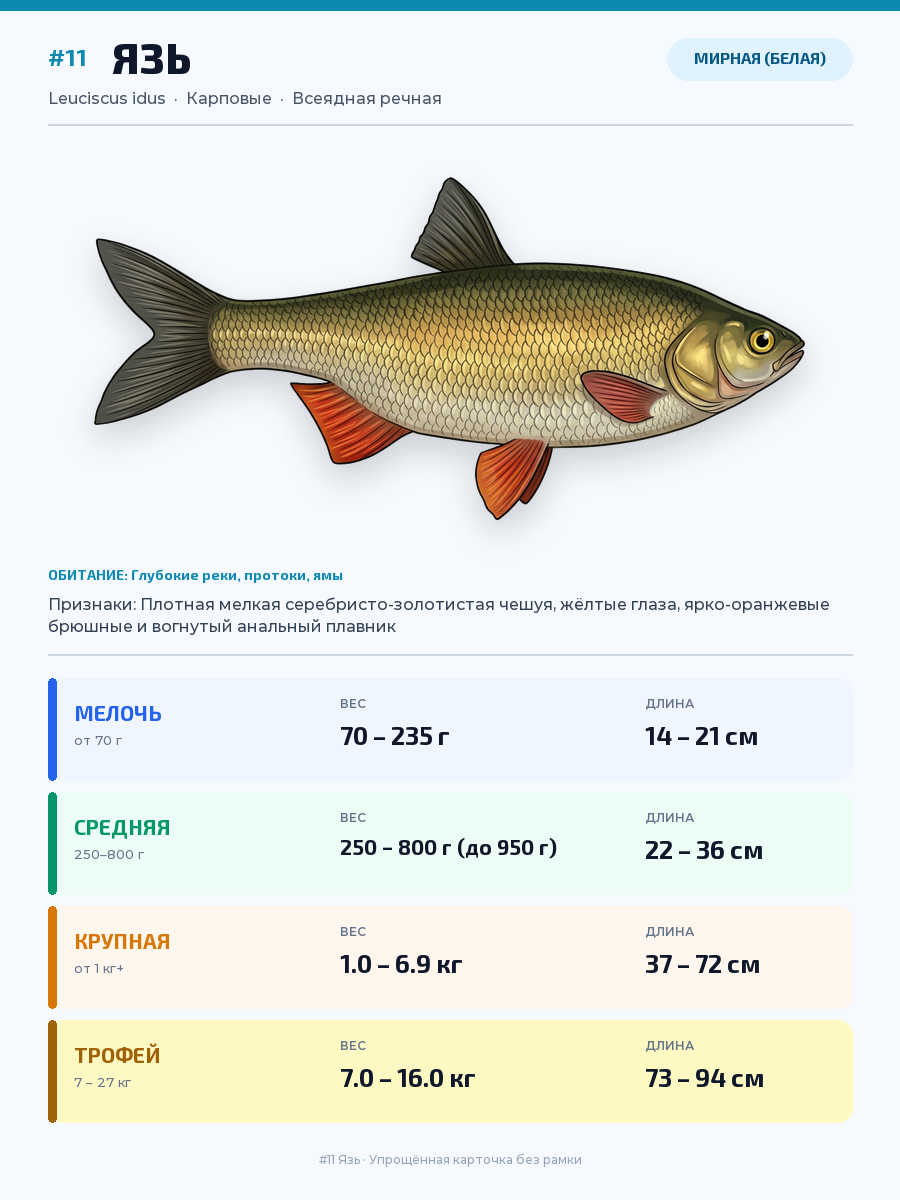 #11 ЯЗЬ
МИРНАЯ (БЕЛАЯ)
Leuciscus idus · Карповые · Всеядная речная
ОБИТАНИЕ: Глубокие реки, протоки, ямы
Признаки: Плотная мелкая серебристо-золотистая чешуя, жёлтые глаза, ярко-оранжевые
брюшные и вогнутый анальный плавник
МЕЛОЧЬ
от 70 г
ВЕС
70 – 235 г
ДЛИНА
14 – 21 см
СРЕДНЯЯ
250–800 г
ВЕС
250 – 800 г (до 950 г)
ДЛИНА
22 – 36 см
КРУПНАЯ
от 1 кг+
ВЕС
1.0 – 6.9 кг
ДЛИНА
37 – 72 см
ТРОФЕЙ
7 – 27 кг
ВЕС
7.0 – 16.0 кг
ДЛИНА
73 – 94 см
#11 Язь · Упрощённая карточка без рамки